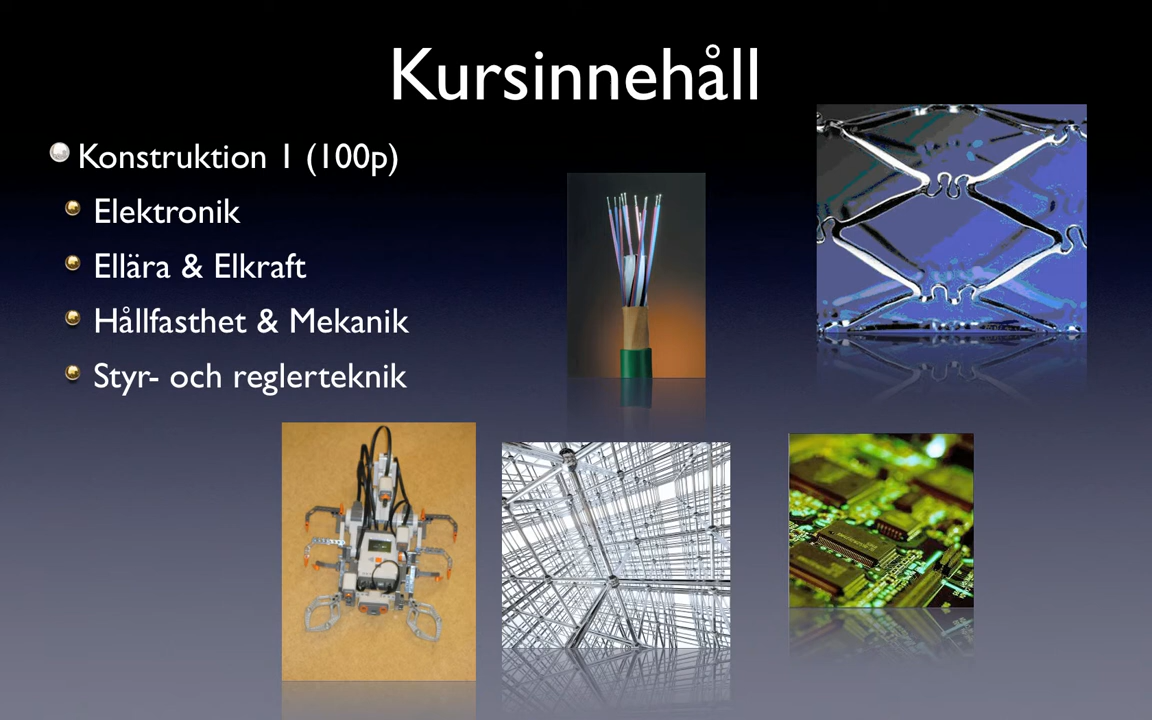 Kursinnehåll
Konstruktion 1 (100p)
Elektronik
Ellära & Elkraft
Hållfasthet & Mekanik
Styr- och reglerteknik